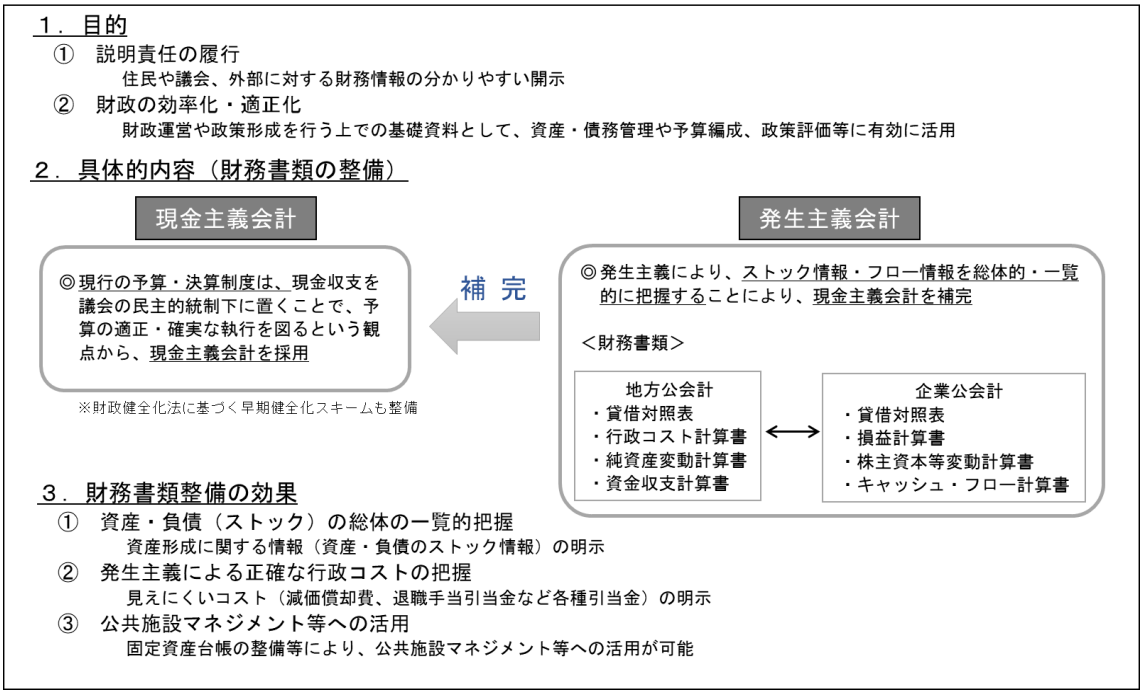 １．目的
① 説明責任の履行
住民や議会、外部に対する財務情報の分かりやすい開示
② 財政の効率化・適正化
財政運営や政策形成を行う上での基礎資料として、資産・債務管理や予算編成、政策評価等に有効に活用
２．具体的内容（財務書類の整備）
現金主義会計
◎現行の予算・決算制度は、現金収支を
議会の民主的統制下に置くことで、予
算の適正・確実な執行を図るという観
点から、現金主義会計を採用
※財政健全化法に基づく早期健全化スキームも整備
補 完
発生主義会計
◎発生主義により、ストック情報・フロー情報を総体的・一覧
的に把握することにより、現金主義会計を補完
＜財務書類＞
地方公会計
・貸借対照表
・行政コスト計算書
・純資産変動計算書
・資金収支計算書
企業公会計
・貸借対照表
・損益計算書
・株主資本等変動計算書
・キャッシュ・フロー計算書
３．財務書類整備の効果
① 資産・負債（ストック）の総体の一覧的把握
資産形成に関する情報（資産・負債のストック情報）の明示
② 発生主義による正確な行政コストの把握
見えにくいコスト（減価償却費、退職手当引当金など各種引当金）の明示
③ 公共施設マネジメント等への活用
固定資産台帳の整備等により、公共施設マネジメント等への活用が可能